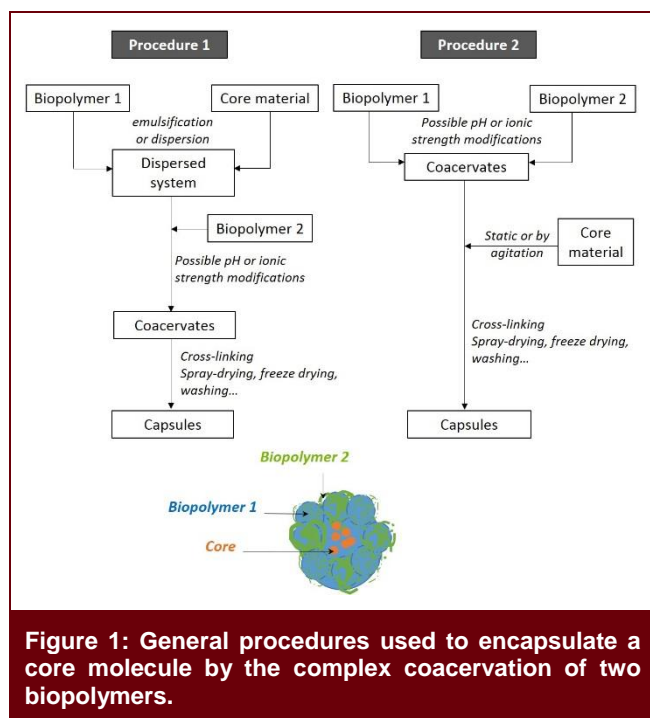 Procedure 1
Biopolymer 1
Core material
emulsification
or dispersion
Dispersed
system
Biopolymer 2
Possible pH or ionic
strength modifications
Coacervates
Cross-linking
Spray-drying, freeze drying,
washing...
Capsules
Procedure 2
Biopolymer 1
Biopolymer 2
Possible pH or ionic
strength modifications
Coacervates
Static or by
agitation
Core
material
Cross-linking
Spray-drying, freeze drying,
washing...
Capsules
Biopolymer 2
Biopolymer 1
Core
Figure 1: General procedures used to encapsulate a
core molecule by the complex coacervation of two
biopolymers.